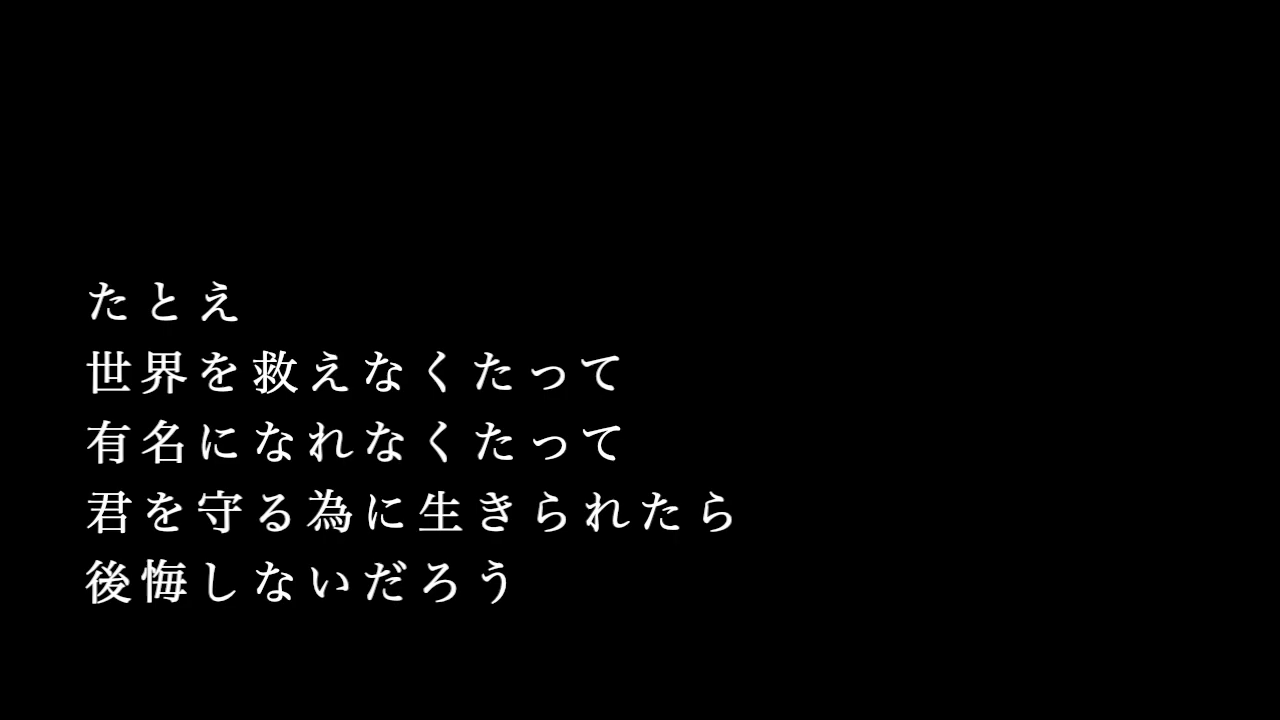 たとえ
世界を救えなくたって
有名になれなくたって
君を守る為に生きられたら
後悔しないだろう